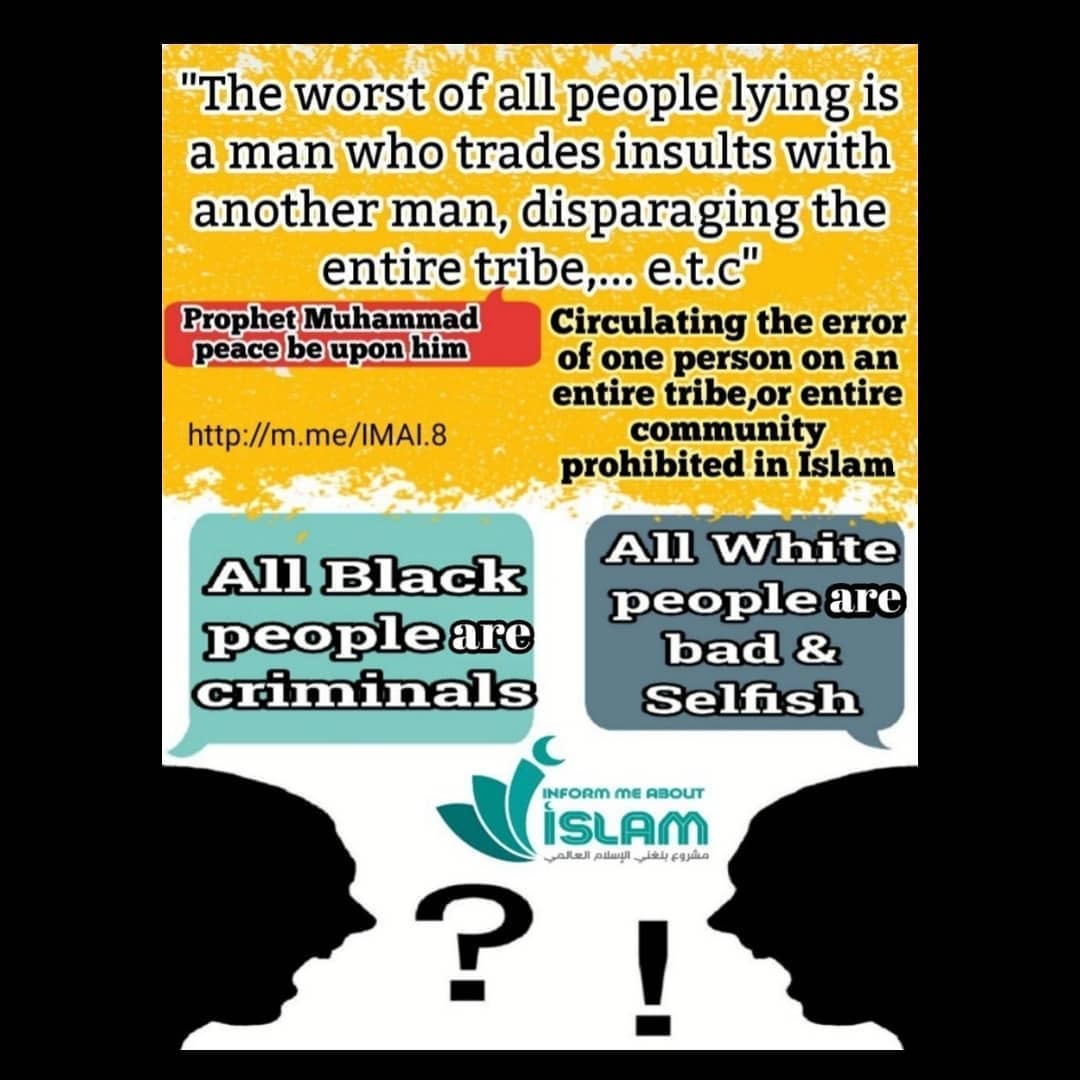 "The worst of all people lying is
a man who trades insults with
another man, disparaging the
entire tribe,... e.t.c"
Prophet Muhammad
peace be upon him
http://m.me/IMAI.8
Circulating the error
of one person on an
entire tribe,or entire
community
prohibited in Islam
All Black
people are
criminals
All White
people are
bad &
Selfish
INFORM ME ABOUT
ISLAM
مشروع بلغني الإسلام العالمي
?
!